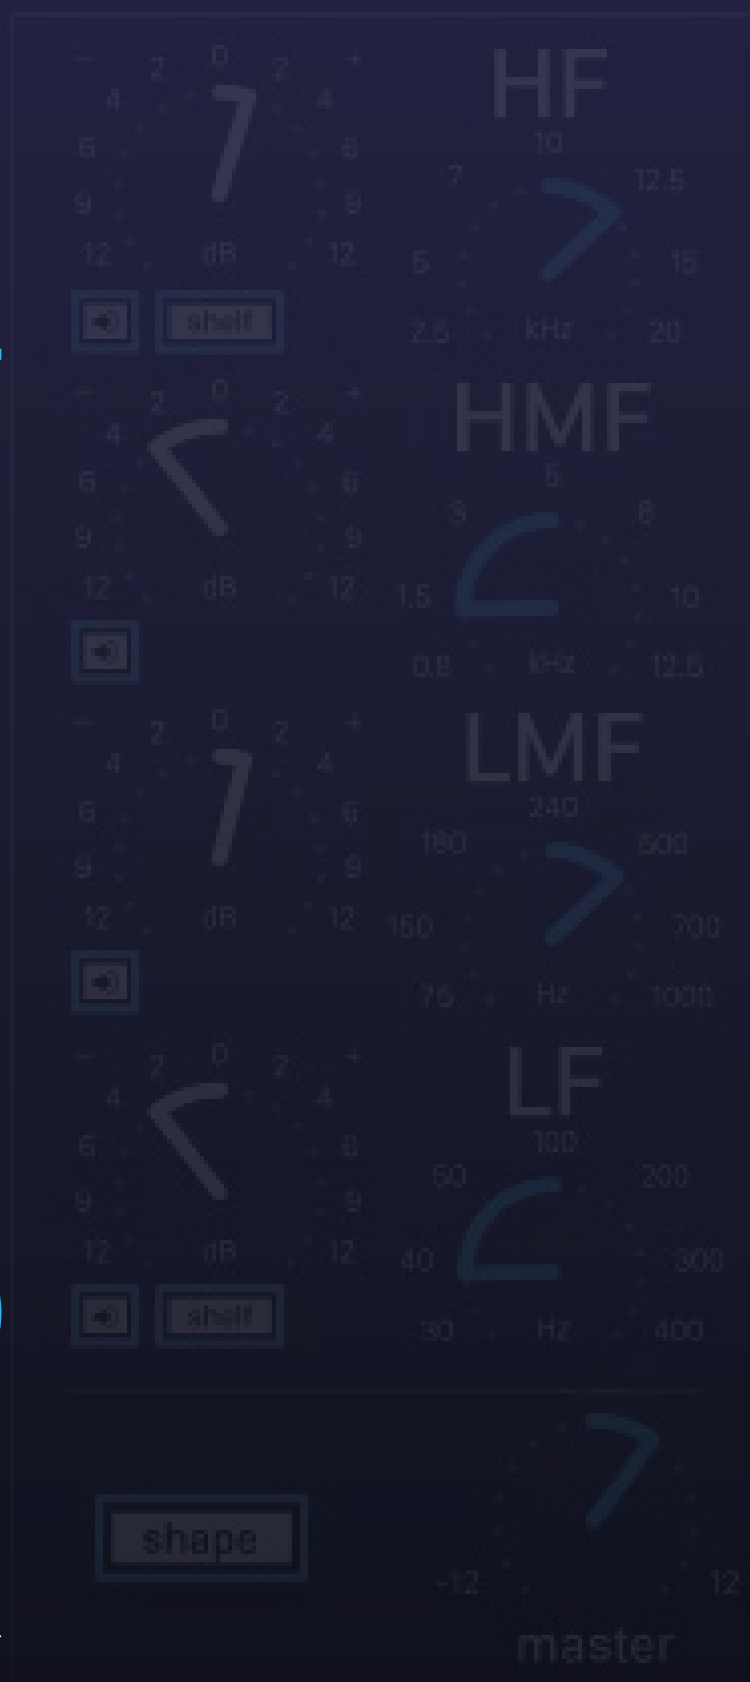 HF
− 2 0 2 +
4 4
6 6
9 9
12 dB 12
10
7 12.5
5 15
2.5 kHz 20
shelf
HMF
− 2 0 2 +
4 4
6 6
9 9
12 dB 12
5
3 8
1.5 10
0.8 kHz 12.5
LMF
− 2 0 2 +
4 4
6 6
9 9
12 dB 12
240
180 500
150 700
75 Hz 1000
LF
− 2 0 2 +
4 4
6 6
9 9
12 dB 12
100
50 200
40 300
30 Hz 400
shelf
shape
-12 12
master